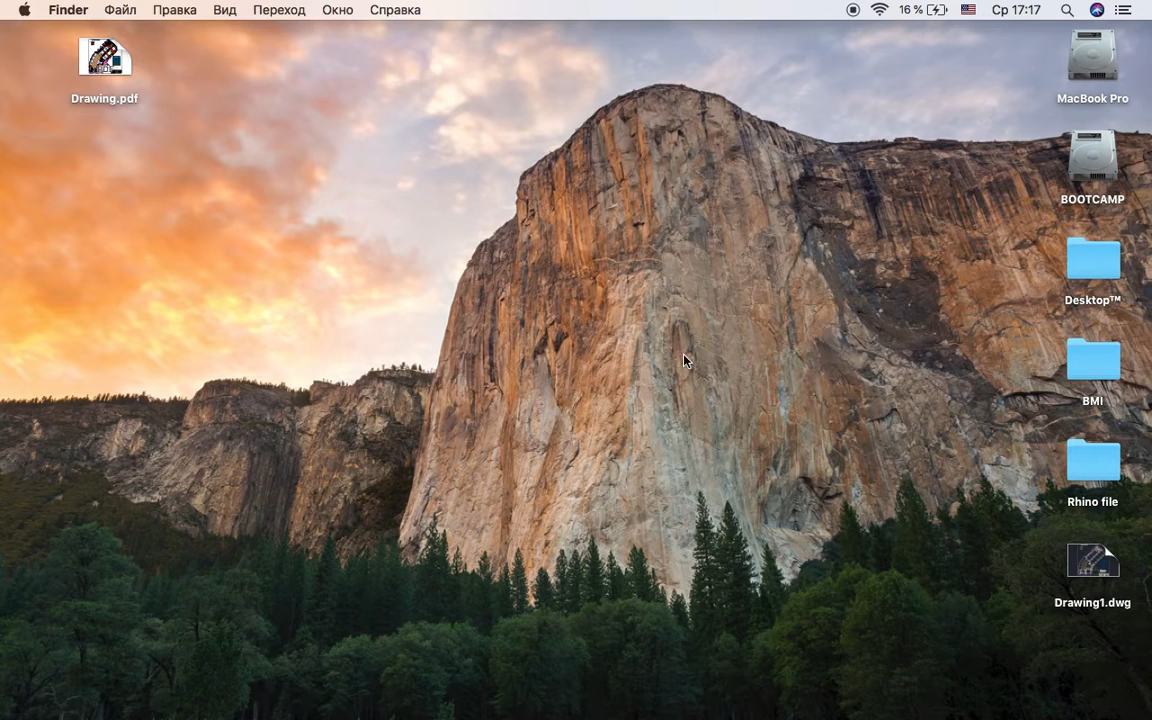 Finder Файл Правка Вид Переход Окно Справка 16 % Ср 17:17
Drawing.pdf
MacBook Pro
BOOTCAMP
Desktop™
BMI
Rhino file
Drawing1.dwg